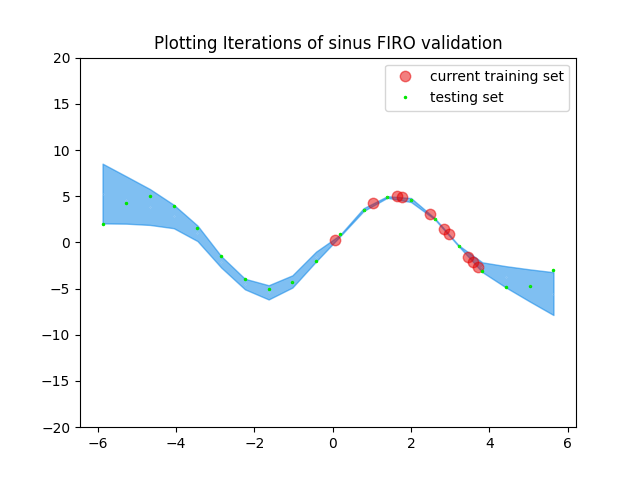 Plotting Iterations of sinus FIRO validation
current training set
testing set
20
15
10
5
0
−5
−10
−15
−20
−6 −4 −2 0 2 4 6